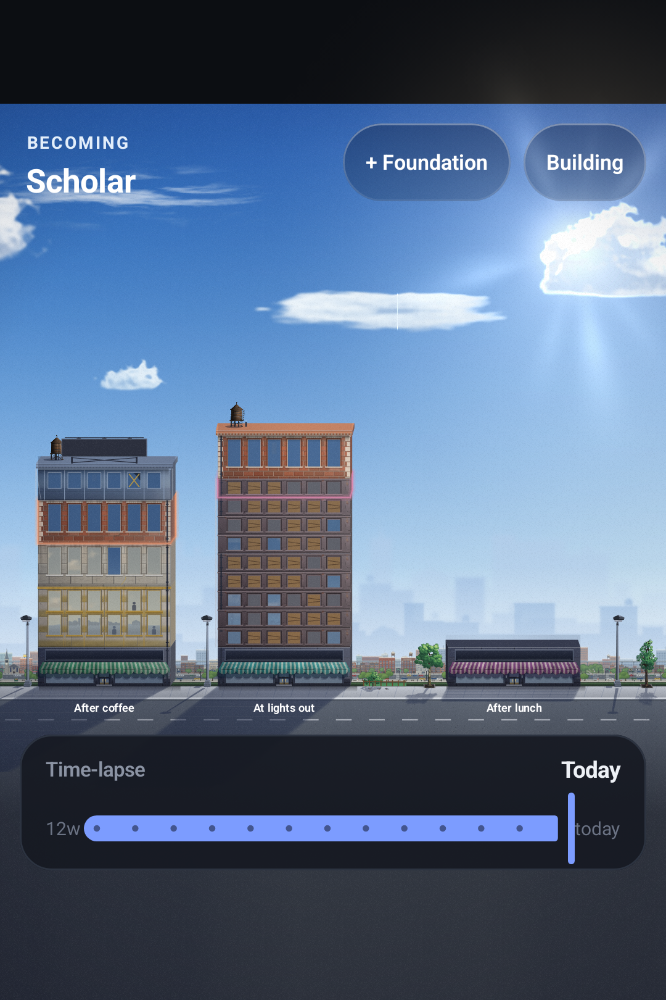 BECOMING
Scholar
+ Foundation
Building
After coffee
At lights out
After lunch
Time-lapse
Today
12w
today